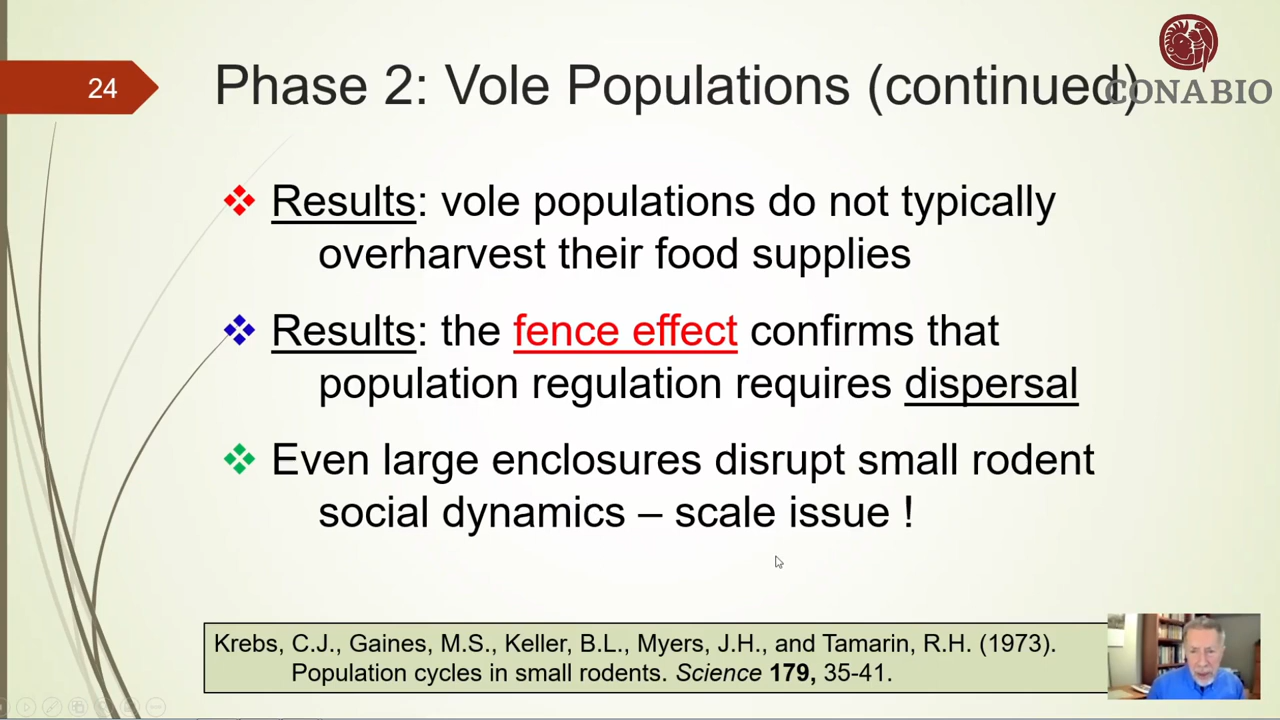 24
Phase 2: Vole Populations (continued)
CONABIO
Results: vole populations do not typically
overharvest their food supplies
Results: the fence effect confirms that
population regulation requires dispersal
Even large enclosures disrupt small rodent
social dynamics – scale issue !
Krebs, C.J., Gaines, M.S., Keller, B.L., Myers, J.H., and Tamarin, R.H. (1973).
Population cycles in small rodents. Science 179, 35-41.